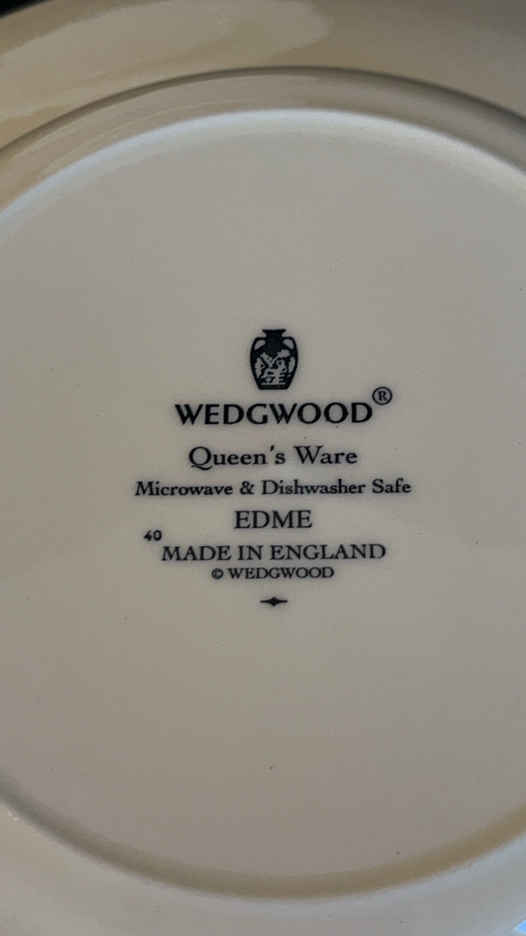 WEDGWOOD®
Queen's Ware
Microwave & Dishwasher Safe
EDME
40
MADE IN ENGLAND
© WEDGWOOD